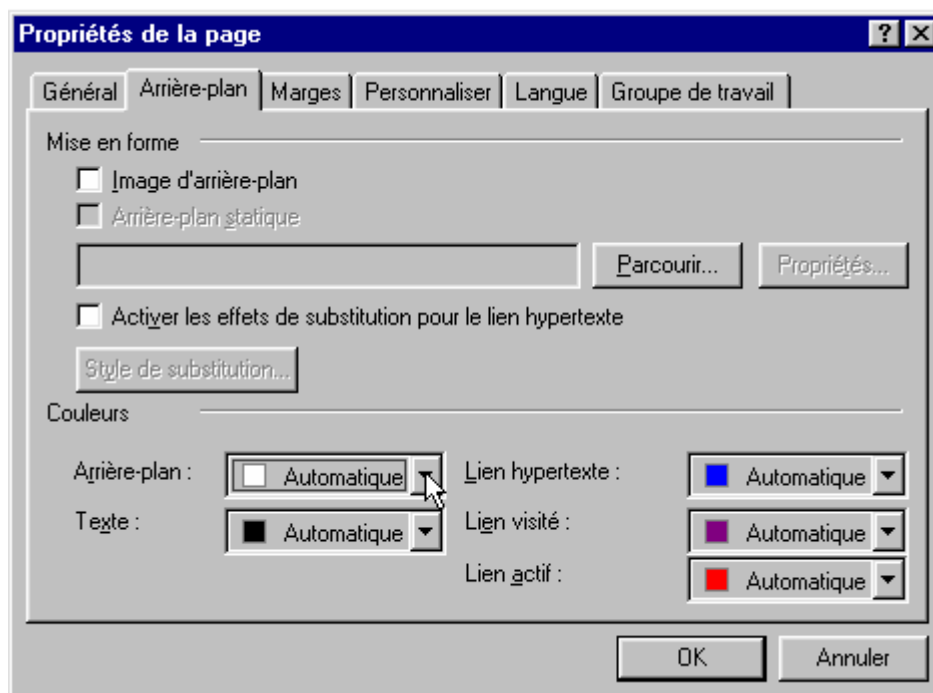 Propriétés de la page
Général Arrière-plan Marges Personnaliser Langue Groupe de travail
Mise en forme
Image d'arrière-plan
Arrière-plan statique
Parcourir... Propriétés...
Activer les effets de substitution pour le lien hypertexte
Style de substitution...
Couleurs
Arrière-plan : Automatique Lien hypertexte : Automatique
Texte : Automatique Lien visité : Automatique
Lien actif : Automatique
OK Annuler